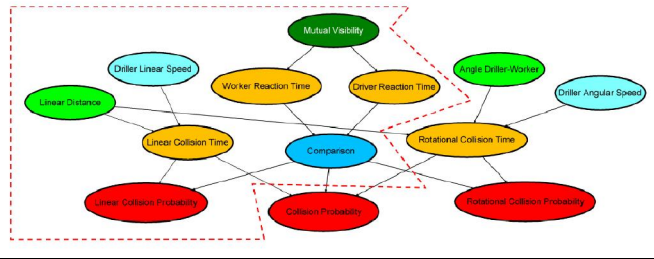 Mutual Visibility
Driller Linear Speed
Angle Driller-Worker
Worker Reaction Time
Driver Reaction Time
Driller Angular Speed
Linear Distance
Linear Collision Time
Comparison
Rotational Collision Time
Linear Collision Probability
Collision Probability
Rotational Collision Probability